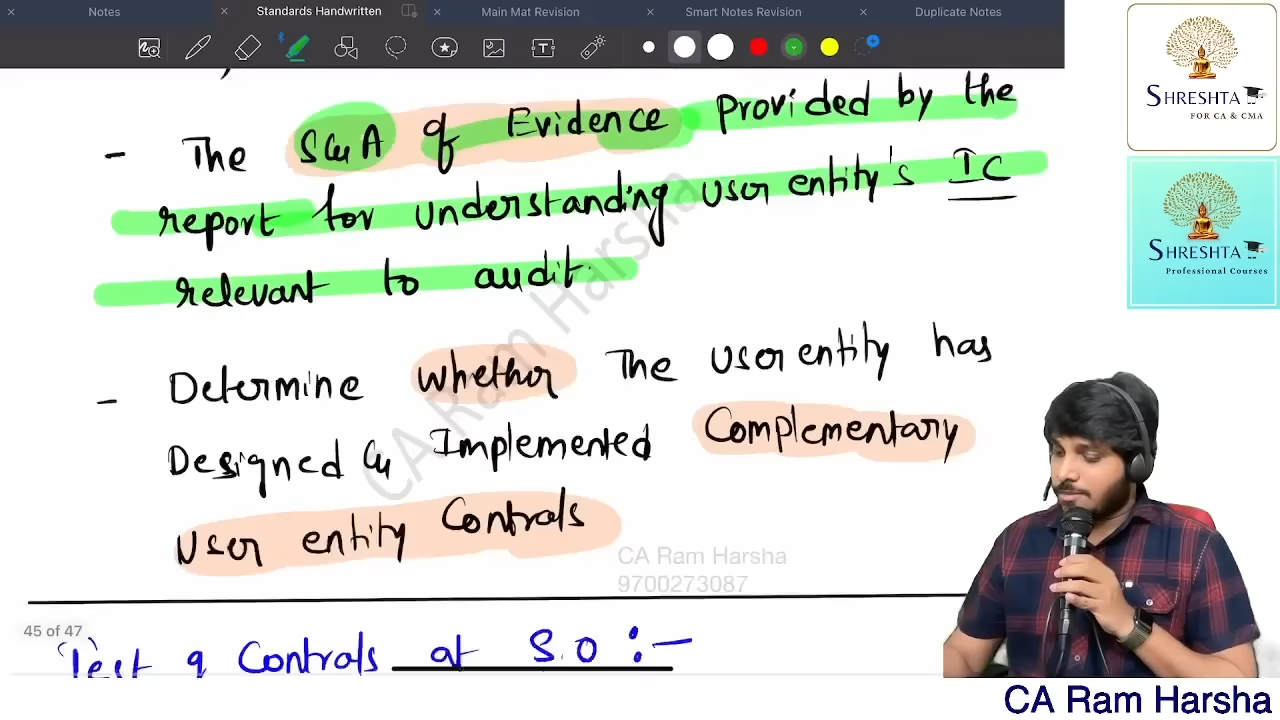 Notes
Standards Handwritten
Main Mat Revision
Smart Notes Revision
Duplicate Notes
- The S & A of Evidence Provided by the
report for understanding user entity's IC
relevant to audit.
- Determine whether The user entity has
Designed & Implemented Complementary
User entity Controls
CA Ram Harsha
CA Ram Harsha
9700273087
45 of 47
Test of Controls at S.O :-
SHRESHTA
FOR CA & CMA
SHRESHTA
Professional Courses
CA Ram Harsha